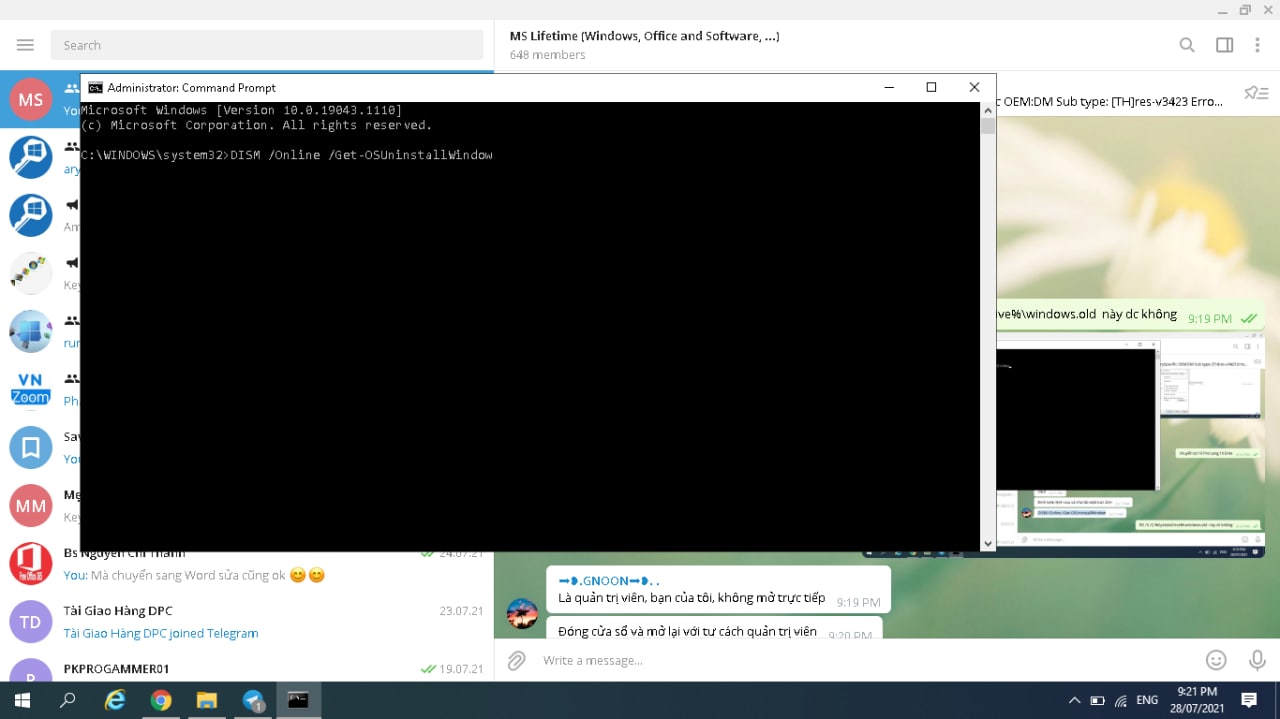 Search
MS Lifetime (Windows, Office and Software, ...)
648 members
MS
Yo
Administrator: Command Prompt
c OEM:DM Sub type: [TH]res-v3423 Erro...
Microsoft Windows [Version 10.0.19043.1110]
(c) Microsoft Corporation. All rights reserved.
C:\WINDOWS\system32>DISM /Online /Get-OSUninstallWindow
ary
Am
Key
run
VN
Zoom
Ph
Sav
You
MM
Mẹ
Key
ive%\windows.old này dc không
9:19 PM
Bs Nguyen Chi Thanh
24.07.21
You: Mà chuyển sang Word sửa cũng ok 😊😊
TD
Tài Giao Hàng DPC
23.07.21
Tài Giao Hàng DPC joined Telegram
PKPROGAMMER01
19.07.21
.GNOON
Là quản trị viên, bạn của tôi, không mở trực tiếp
9:19 PM
Đóng cửa sổ và mở lại với tư cách quản trị viên
9:20 PM
Write a message...
1
ENG
9:21 PM
28/07/2021